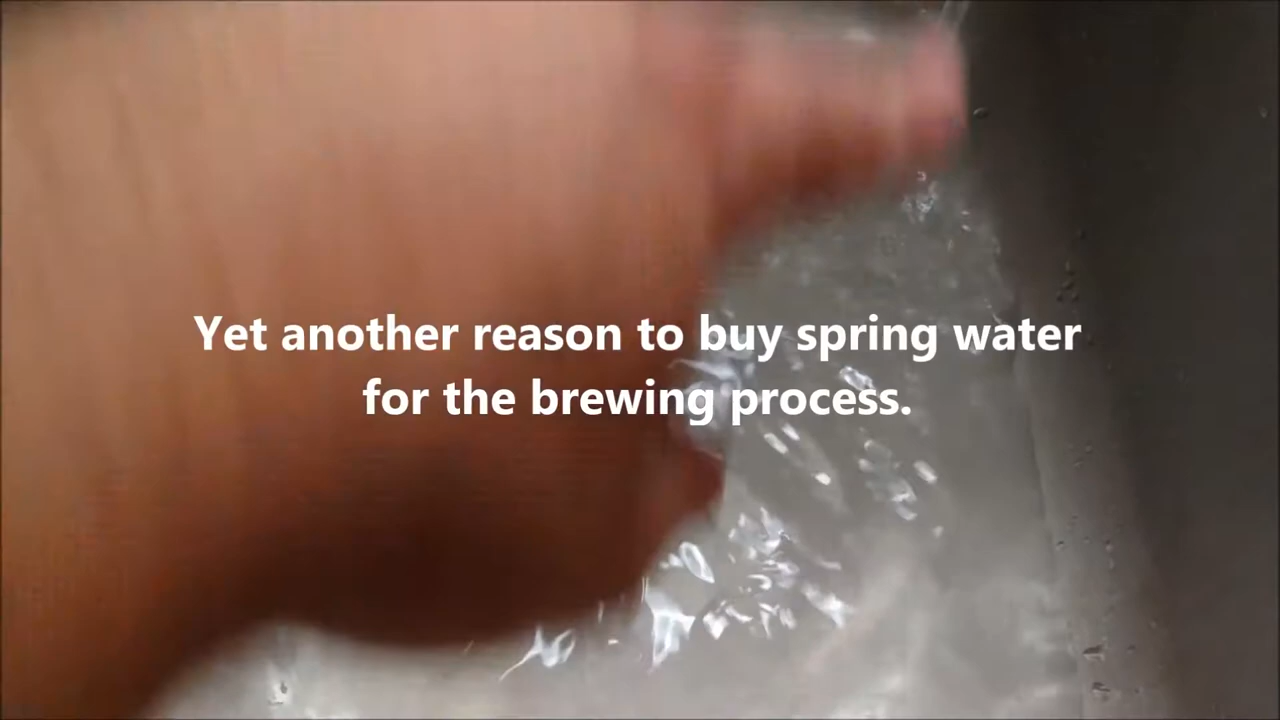 Yet another reason to buy spring water
for the brewing process.